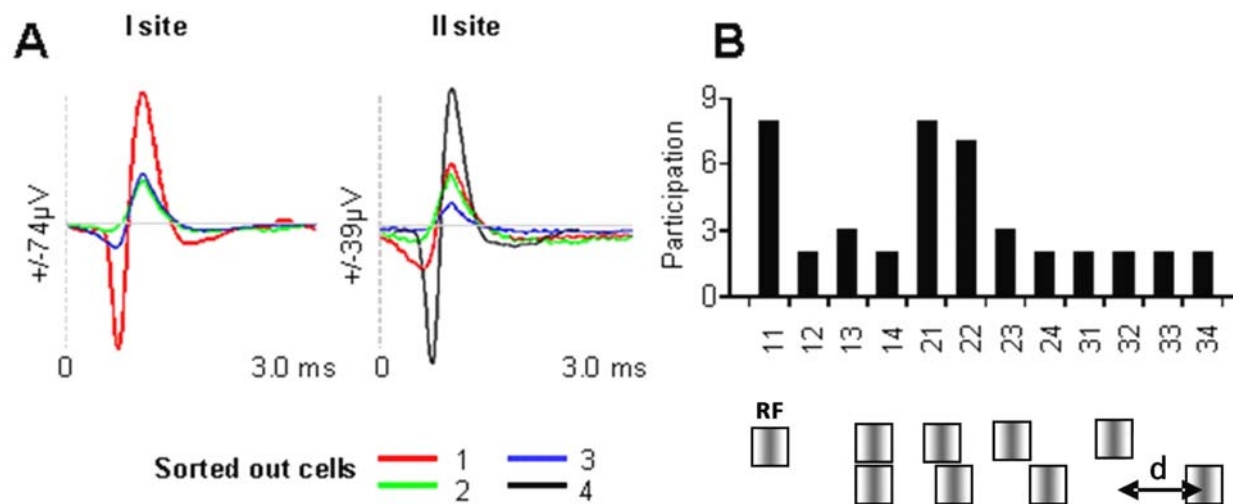 A
I site
II site
+/-74µV
0
3.0 ms
+/-39µV
0
3.0 ms
Sorted out cells
1
3
2
4
B
Participation
9
6
3
0
11 12 13 14 21 22 23 24 31 32 33 34
RF
d